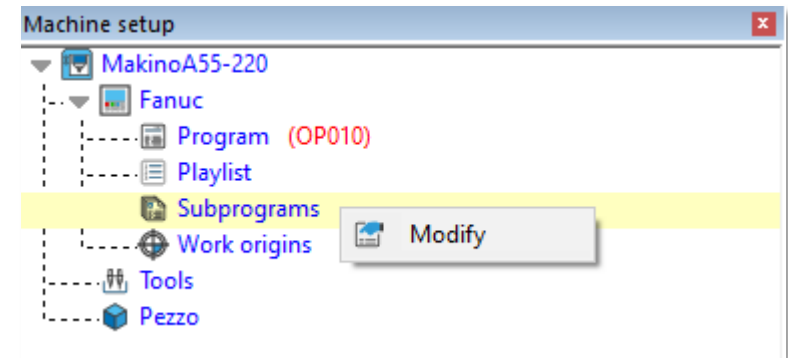 Machine setup
MakinoA55-220
Fanuc
Program (OP010)
Playlist
Subprograms
Modify
Work origins
Tools
Pezzo